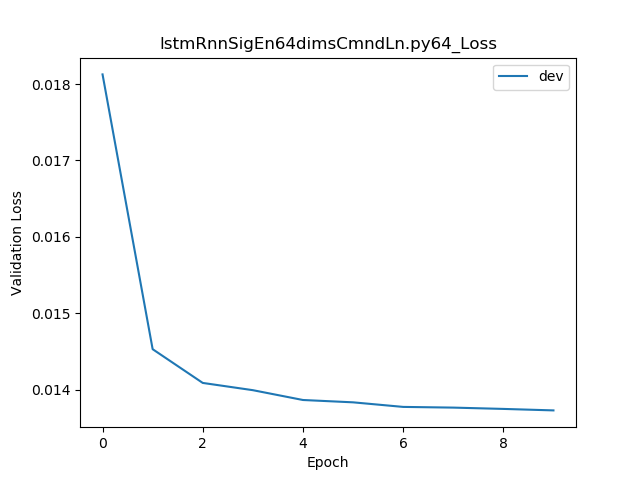 lstmRnnSigEn64dimsCmndLn.py64_Loss
dev
0.018
0.017
0.016
0.015
0.014
Validation Loss
0 2 4 6 8
Epoch